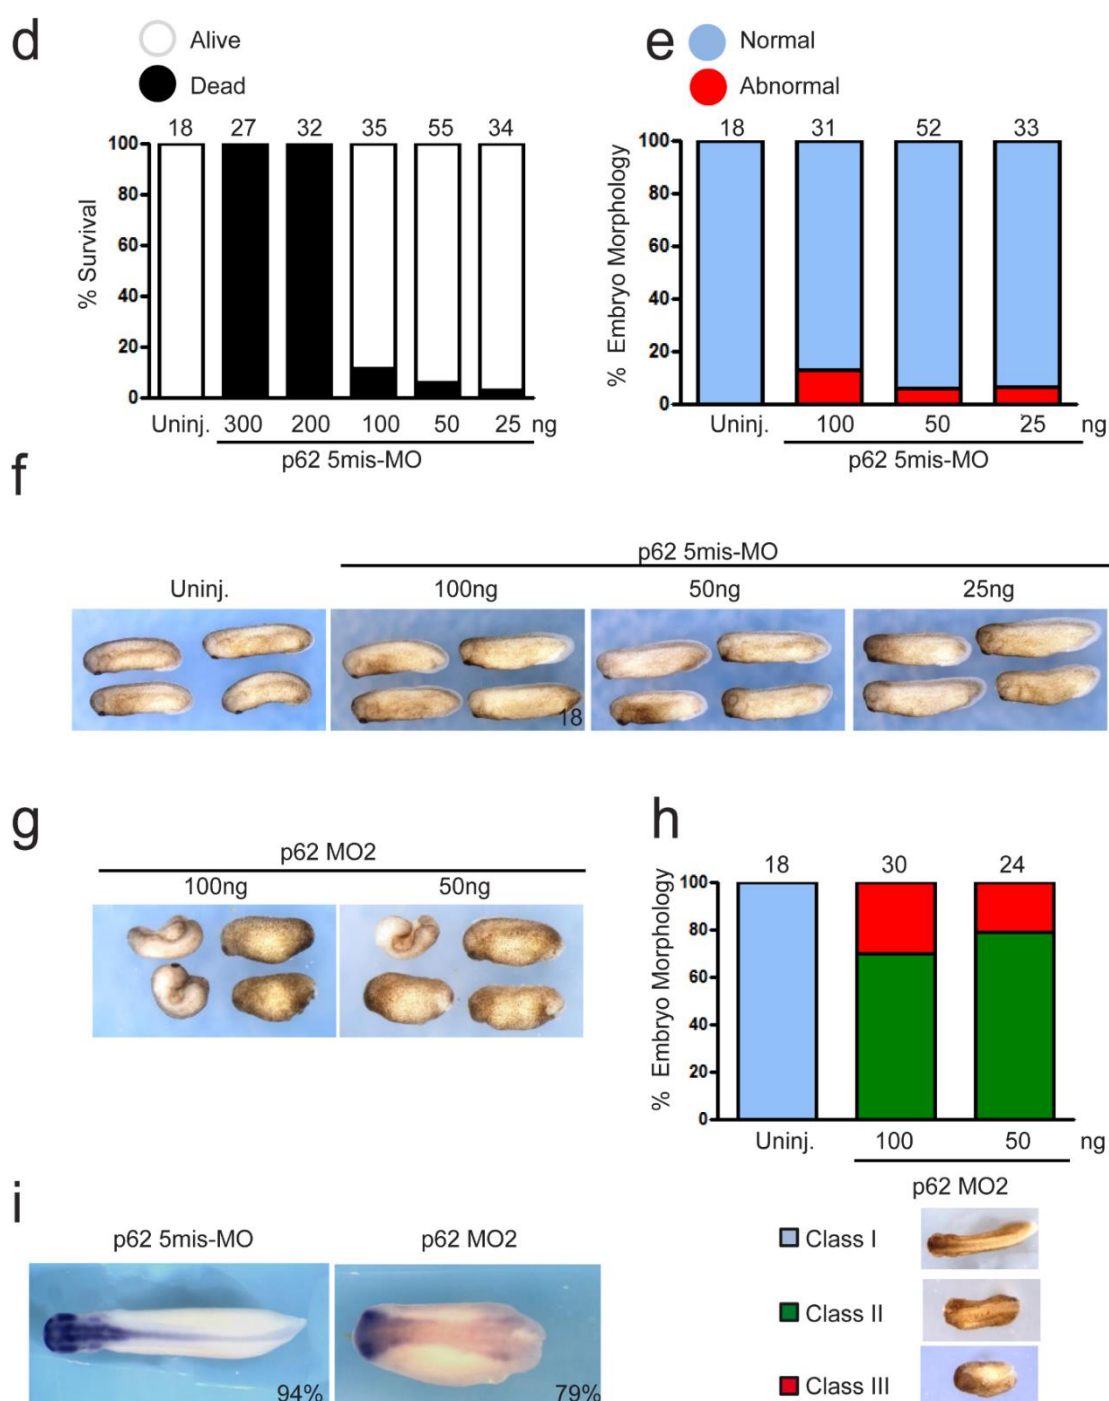 d
Alive
Dead
18 27 32 35 55 34
100
80
60
40
20
0
% Survival
Uninj. 300 200 100 50 25 ng
p62 5mis-MO
e
Normal
Abnormal
18 31 52 33
100
80
60
40
20
0
% Embryo Morphology
Uninj. 100 50 25 ng
p62 5mis-MO
f
p62 5mis-MO
Uninj. 100ng 50ng 25ng
18
g
p62 MO2
100ng 50ng
h
18 30 24
100
80
60
40
20
0
% Embryo Morphology
Uninj. 100 50 ng
p62 MO2
Class I
Class II
Class III
i
p62 5mis-MO p62 MO2
94% 79%